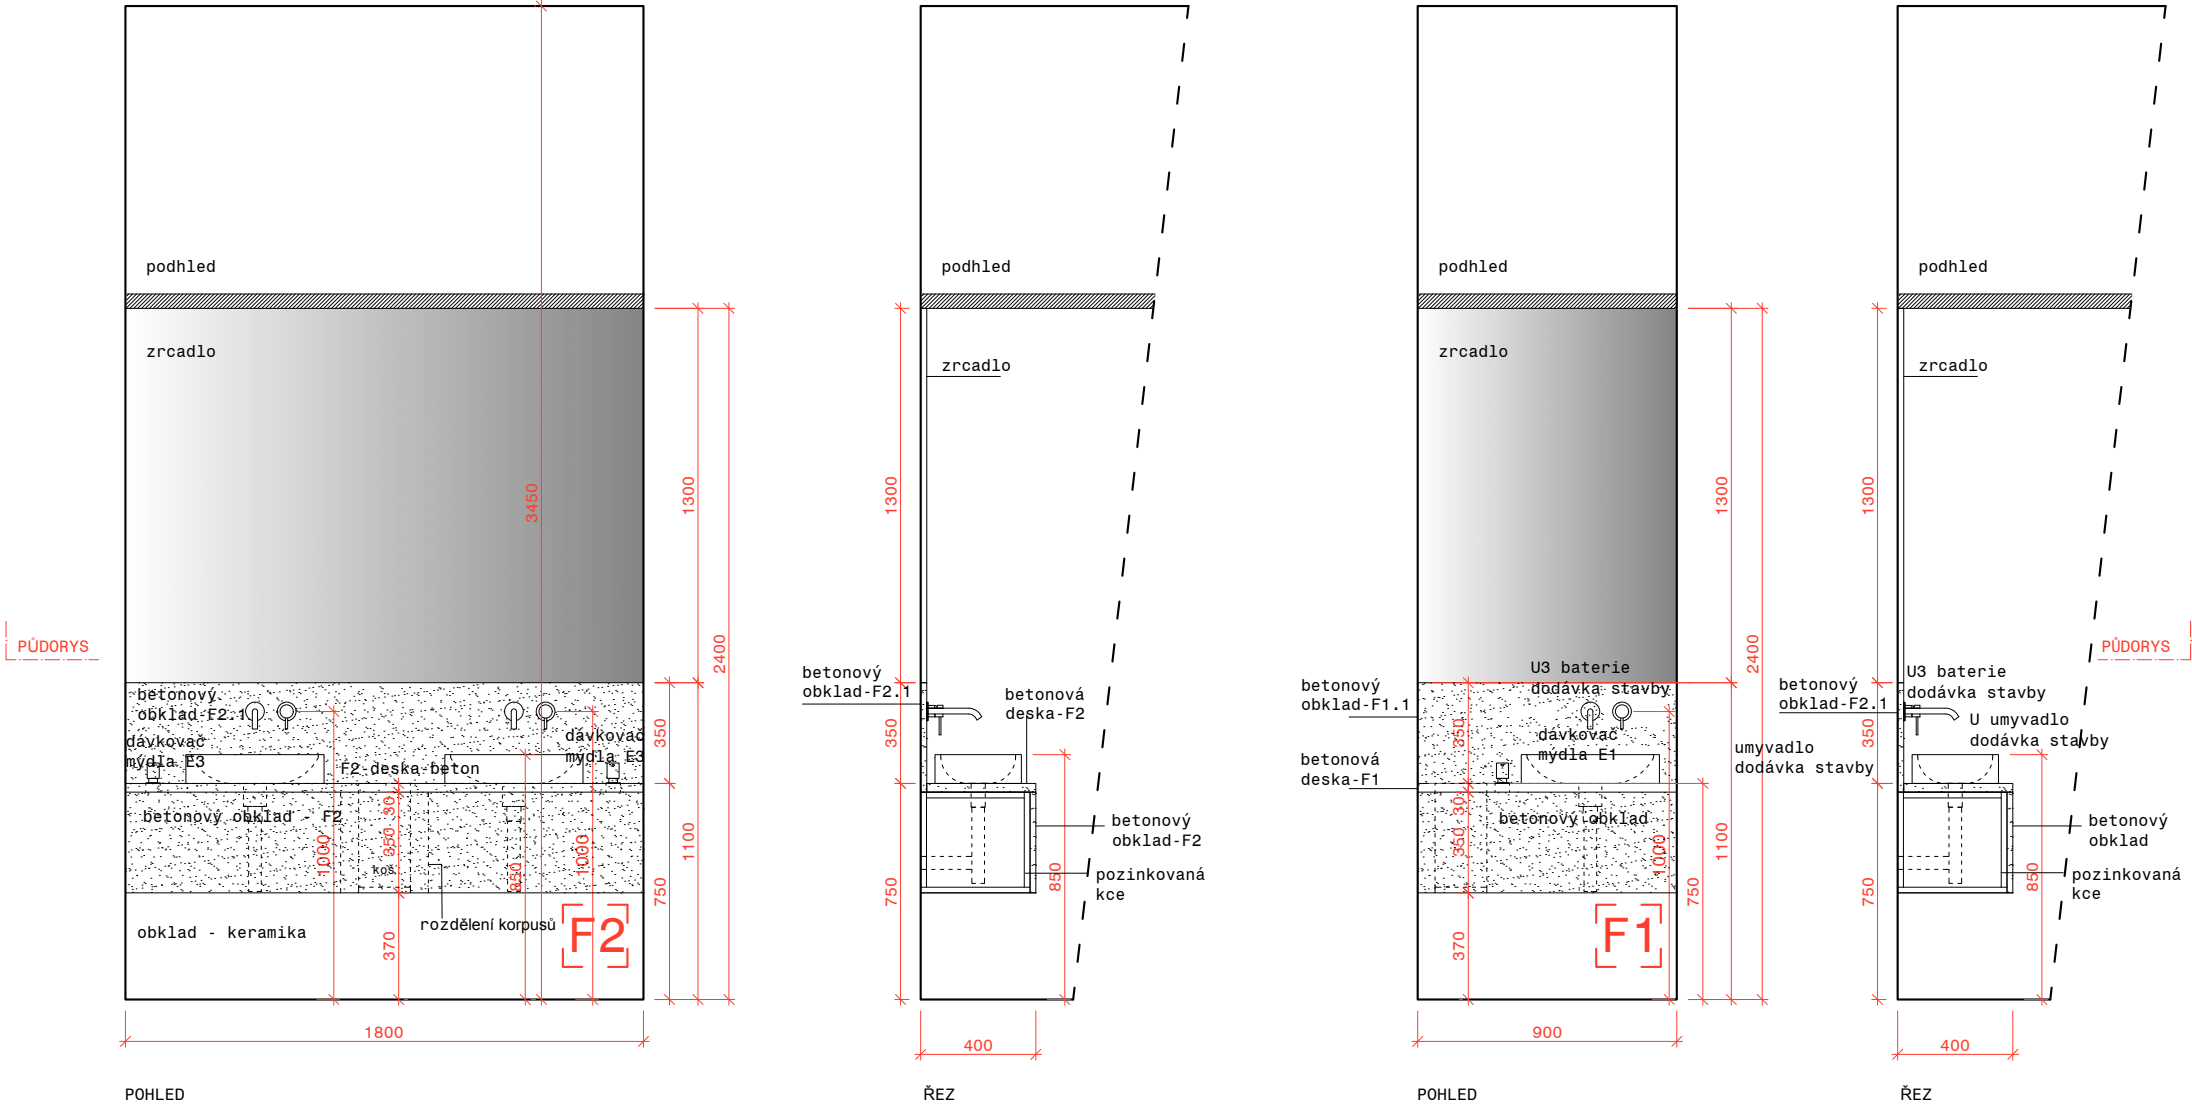 podhled
zrcadlo
3450
1300
2400
PŮDORYS
betonový
obklad-F2.1
dávkovač
mýdla E3
F2-deska-beton
dávkovač
mýdla E3
350
30
betonový obklad - F2
1000
350
koš
850
1000
1100
750
rozdělení korpusů
F2
obklad - keramika
370
1800
POHLED
podhled
zrcadlo
1300
betonový
obklad-F2.1
betonová
deska-F2
350
betonový
obklad-F2
850
pozinkovaná
kce
750
400
ŘEZ
podhled
zrcadlo
1300
2400
U3 baterie
dodávka stavby
betonový
obklad-F1.1
350
dávkovač
mýdla E1
umyvadlo
dodávka stavby
betonová
deska-F1
30
betonový obklad
350
1000
1100
750
F1
370
900
POHLED
podhled
zrcadlo
1300
PŮDORYS
U3 baterie
dodávka stavby
betonový
obklad-F2.1
U umyvadlo
dodávka stavby
350
betonový
obklad
850
pozinkovaná
kce
750
400
ŘEZ